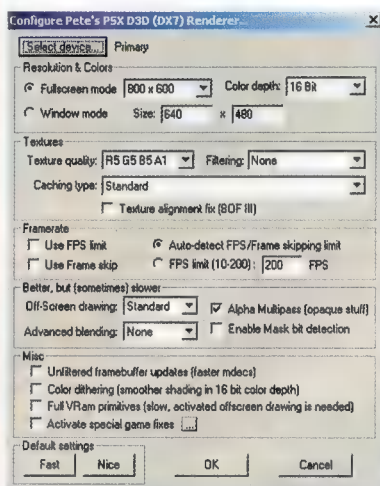 Configure Pete's PSX D3D (DX7) Renderer...
Select device... Primary
Resolution & Colors
Fullscreen mode 800 x 600 Color depth: 16 Bit
Window mode Size: 640 x 480
Textures
Texture quality: R5 G5 B5 A1 Filtering: None
Caching type: Standard
Texture alignment fix (BOF III)
Framerate
Use FPS limit Auto-detect FPS/Frame skipping limit
Use Frame skip FPS limit (10-200): 200 FPS
Better, but (sometimes) slower
Off-Screen drawing: Standard Alpha Multipass (opaque stuff)
Advanced blending: None Enable Mask bit detection
Misc
Unfiltered framebuffer updates (faster mdecs)
Color dithering (smoother shading in 16 bit color depth)
Full VRam primitives (slow, activated offscreen drawing is needed)
Activate special game fixes ...
Default settings
Fast Nice OK Cancel